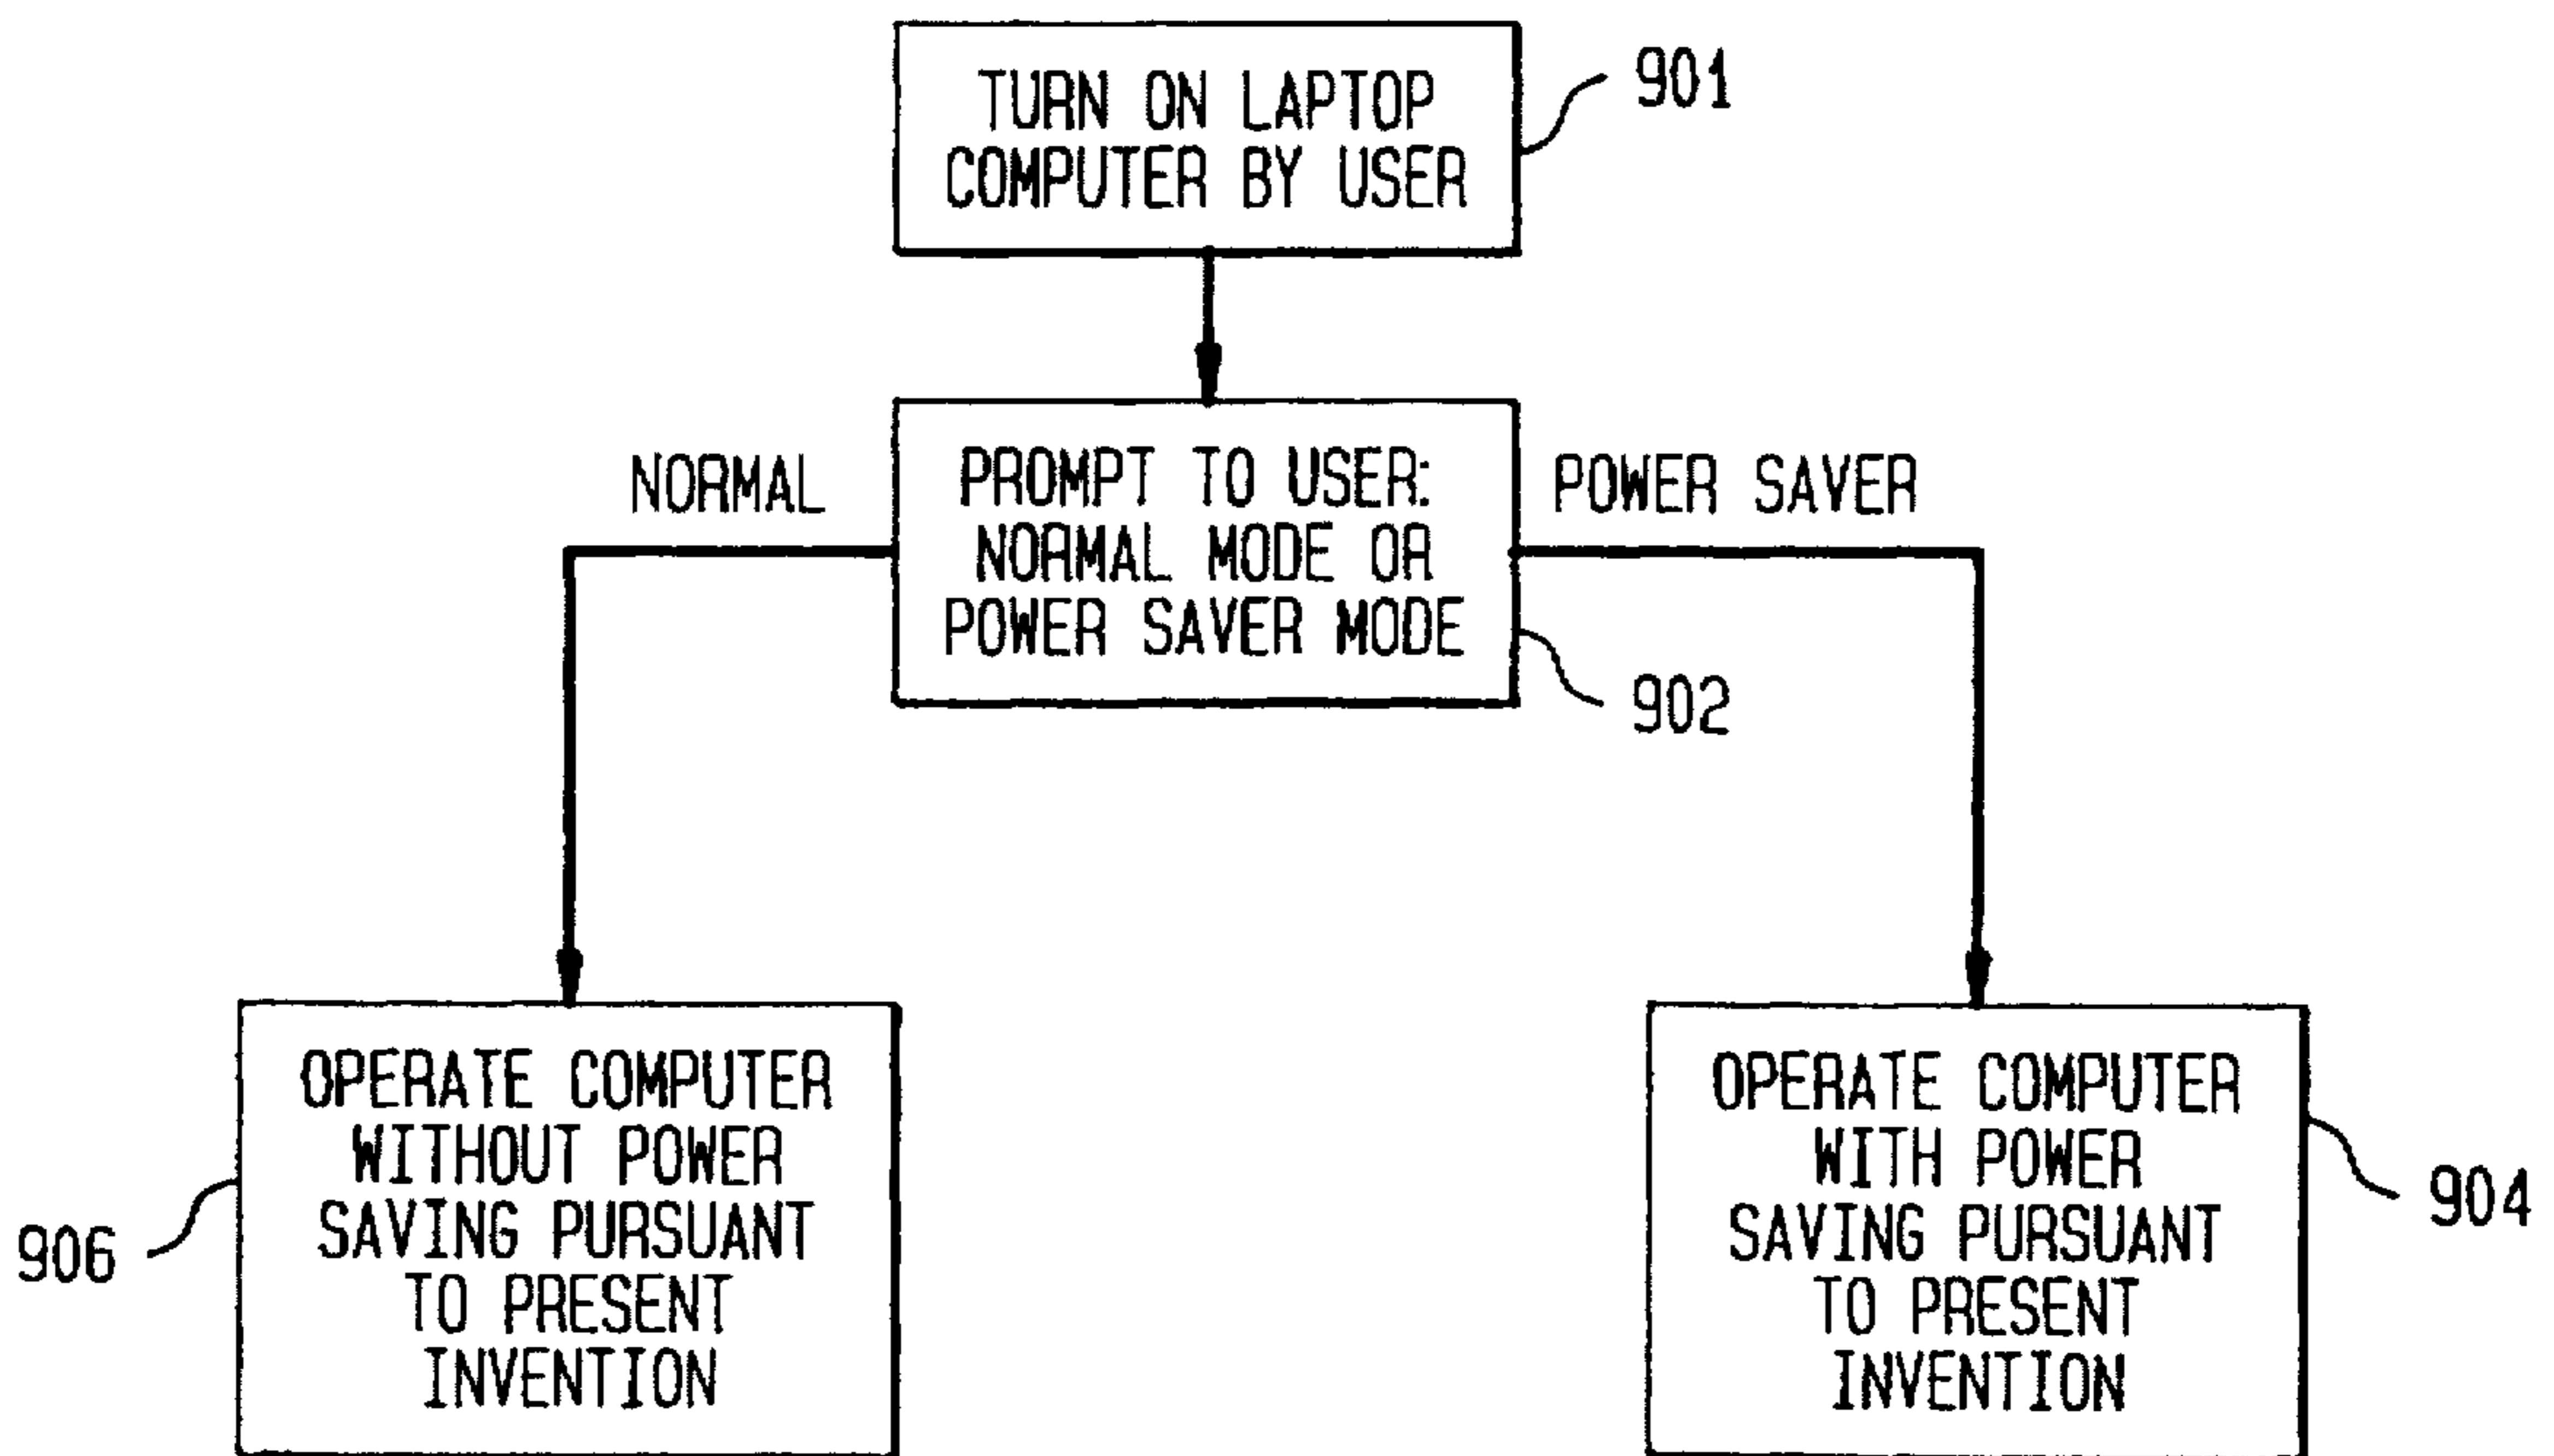 TURN ON LAPTOP
COMPUTER BY USER
901
NORMAL
PROMPT TO USER:
NORMAL MODE OR
POWER SAVER MODE
POWER SAVER
902
OPERATE COMPUTER
WITHOUT POWER
SAVING PURSUANT
TO PRESENT
INVENTION
906
OPERATE COMPUTER
WITH POWER
SAVING PURSUANT
TO PRESENT
INVENTION
904